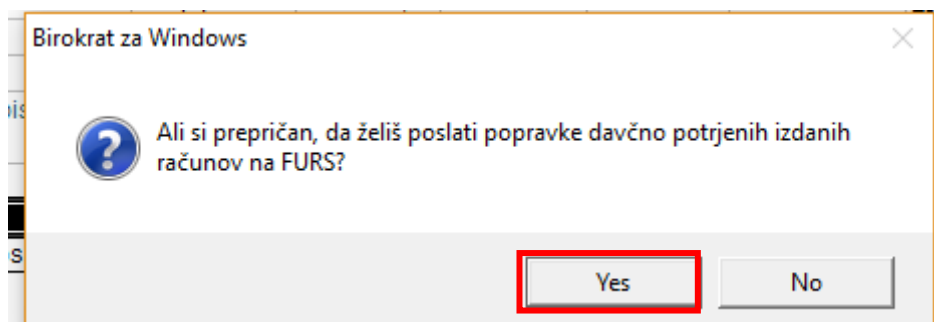 Birokrat za Windows
Ali si prepričan, da želiš poslati popravke davčno potrjenih izdanih
računov na FURS?
Yes
No